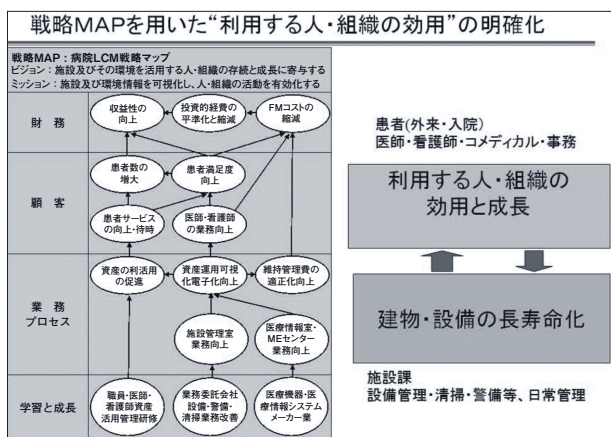 戦略MAPを用いた“利用する人・組織の効用”の明確化
戦略MAP:病院LCM戦略マップ
ビジョン:施設及びその環境を活用する人・組織の存続と成長に寄与する
ミッション:施設及び環境情報を可視化し、人・組織の活動を有効化する
財 務
収益性の
向上
投資的経費の
平準化と縮減
FMコストの
縮減
顧 客
患者数の
増大
患者満足度
向上
患者サービス
の向上・待時
医師・看護師
の業務向上
業 務
プロセス
資産の利活用
の促進
資産運用可視
化電子化向上
維持管理費の
適正化向上
施設管理室
業務向上
医療情報室・
MEセンター
業務向上
学習と成長
職員・医師・
看護師資産
活用管理研修
業務委託会社
設備・警備・
清掃業務改善
医療機器・医
療情報システム
メーカー業
患者(外来・入院)
医師・看護師・コメディカル・事務
利用する人・組織の
効用と成長
建物・設備の長寿命化
施設課
設備管理・清掃・警備等、日常管理